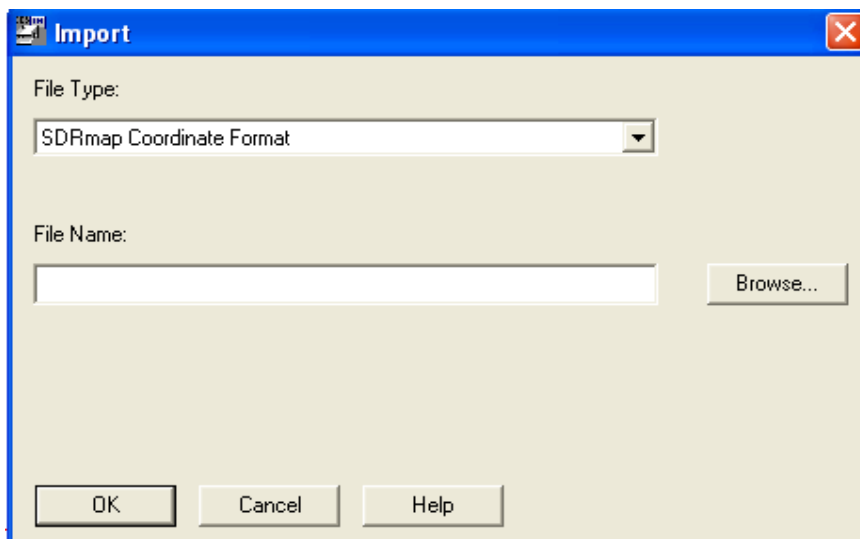 Import
File Type:
SDRmap Coordinate Format
File Name:
Browse...
OK Cancel Help